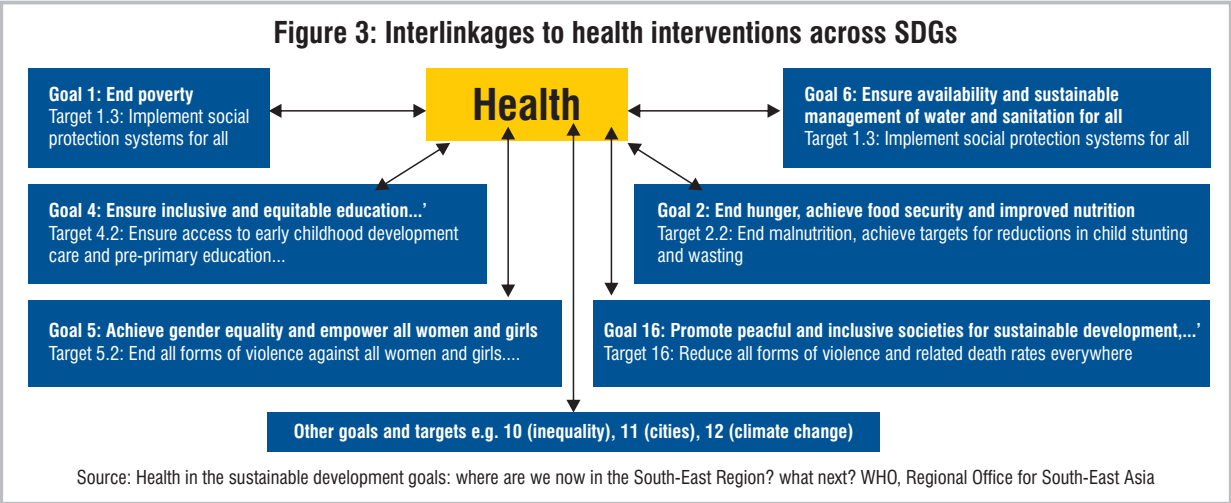 Figure 3: Interlinkages to health interventions across SDGs
Health
Goal 1: End poverty
Target 1.3: Implement social
protection systems for all
Goal 6: Ensure availability and sustainable
management of water and sanitation for all
Target 1.3: Implement social protection systems for all
Goal 4: Ensure inclusive and equitable education...’
Target 4.2: Ensure access to early childhood development
care and pre-primary education...
Goal 2: End hunger, achieve food security and improved nutrition
Target 2.2: End malnutrition, achieve targets for reductions in child stunting
and wasting
Goal 5: Achieve gender equality and empower all women and girls
Target 5.2: End all forms of violence against all women and girls....
Goal 16: Promote peacful and inclusive societies for sustainable development,...’
Target 16: Reduce all forms of violence and related death rates everywhere
Other goals and targets e.g. 10 (inequality), 11 (cities), 12 (climate change)
Source: Health in the sustainable development goals: where are we now in the South-East Region? what next? WHO, Regional Office for South-East Asia